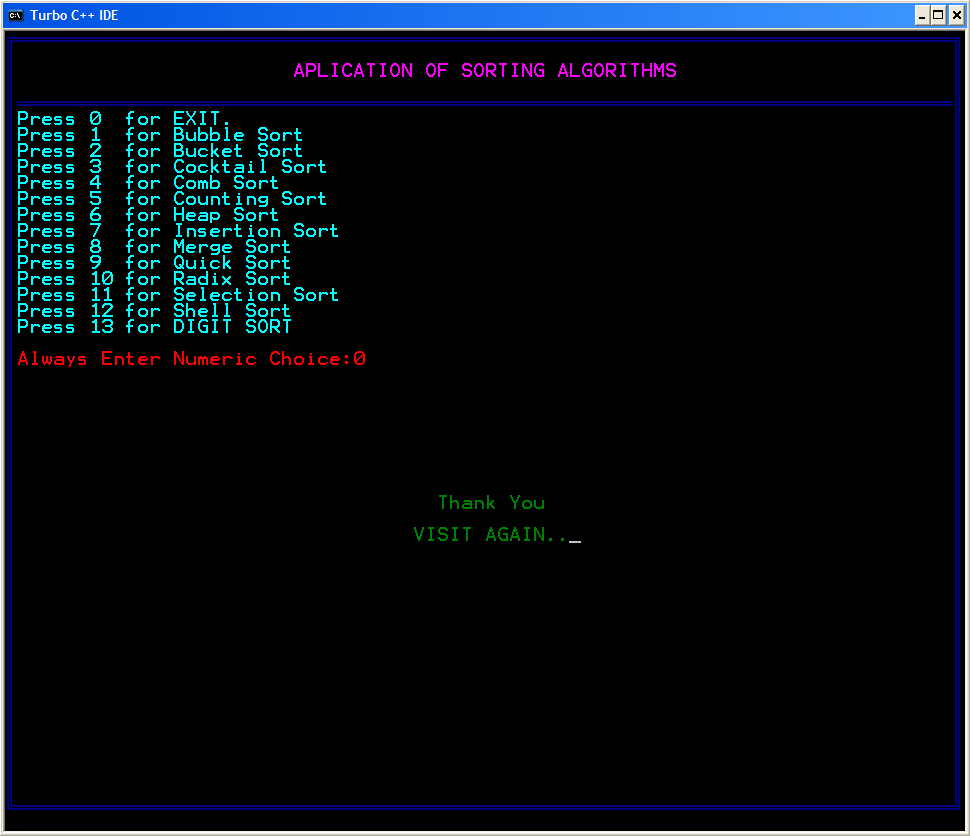 Turbo C++ IDE
APLICATION OF SORTING ALGORITHMS
Press 0  for EXIT.
Press 1  for Bubble Sort
Press 2  for Bucket Sort
Press 3  for Cocktail Sort
Press 4  for Comb Sort
Press 5  for Counting Sort
Press 6  for Heap Sort
Press 7  for Insertion Sort
Press 8  for Merge Sort
Press 9  for Quick Sort
Press 10 for Radix Sort
Press 11 for Selection Sort
Press 12 for Shell Sort
Press 13 for DIGIT SORT
Always Enter Numeric Choice:0
Thank You
VISIT AGAIN.._